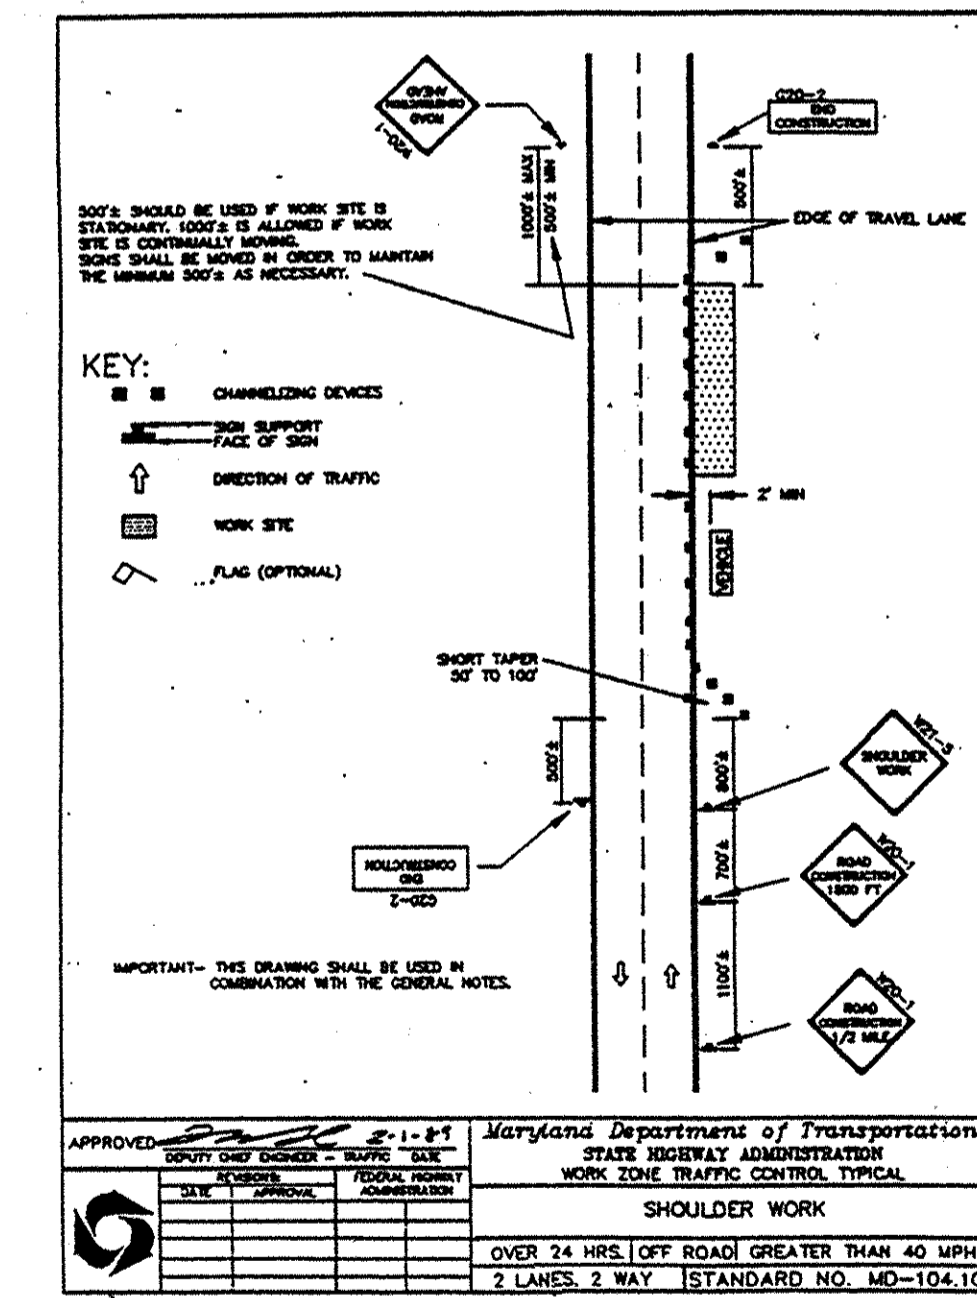 ROAD
CONSTRUCTION
AHEAD
W20-1
G20-2
END
CONSTRUCTION
1000'± MAX
500'± MIN
500'±
EDGE OF TRAVEL LANE
500'± SHOULD BE USED IF WORK SITE IS
STATIONARY. 1000'± IS ALLOWED IF WORK
SITE IS CONTINUALLY MOVING.
SIGNS SHALL BE MOVED IN ORDER TO MAINTAIN
THE MINIMUM 500'± AS NECESSARY.
KEY:
CHANNELIZING DEVICES
SIGN SUPPORT
FACE OF SIGN
DIRECTION OF TRAFFIC
WORK SITE
FLAG (OPTIONAL)
2' MIN
VEHICLE
SHORT TAPER
50' TO 100'
500'±
800'±
W21-5
SHOULDER
WORK
END
CONSTRUCTION
G20-2
700'±
W20-1
ROAD
CONSTRUCTION
1500 FT
1100'±
W20-1
ROAD
CONSTRUCTION
1/2 MILE
IMPORTANT- THIS DRAWING SHALL BE USED IN
COMBINATION WITH THE GENERAL NOTES.
APPROVED 2-1-89
DEPUTY CHIEF ENGINEER - TRAFFIC DATE
REVISIONS
DATE APPROVAL
FEDERAL HIGHWAY
ADMINISTRATION
Maryland Department of Transportation
STATE HIGHWAY ADMINISTRATION
WORK ZONE TRAFFIC CONTROL TYPICAL
SHOULDER WORK
OVER 24 HRS. OFF ROAD GREATER THAN 40 MPH
2 LANES, 2 WAY STANDARD NO. MD-104.10